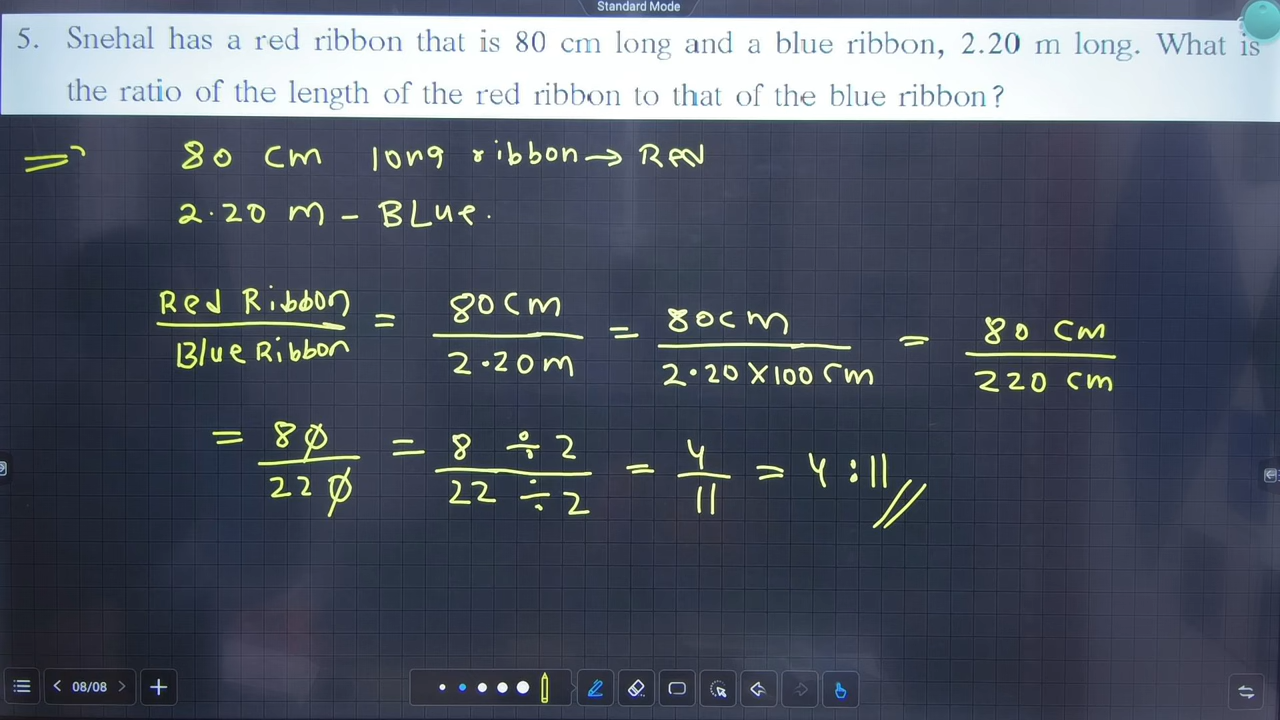 Standard Mode
5. Snehal has a red ribbon that is 80 cm long and a blue ribbon, 2.20 m long. What is
the ratio of the length of the red ribbon to that of the blue ribbon?
⇒ 80 cm long ribbon → Red
2.20 m - BLue.
Red Ribbon / Blue Ribbon = 80 cm / 2.20 m = 80 cm / 2.20 × 100 cm = 80 cm / 220 cm
= 80 / 220 = 8 ÷ 2 / 22 ÷ 2 = 4 / 11 = 4 : 11 //
08/08